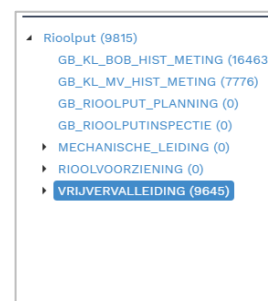 Rioolput (9815)
GB_KL_BOB_HIST_METING (16463
GB_KL_MV_HIST_METING (7776)
GB_RIOOLPUT_PLANNING (0)
GB_RIOOLPUTINSPECTIE (0)
MECHANISCHE_LEIDING (0)
RIOOLVOORZIENING (0)
VRIJVERVALLEIDING (9645)